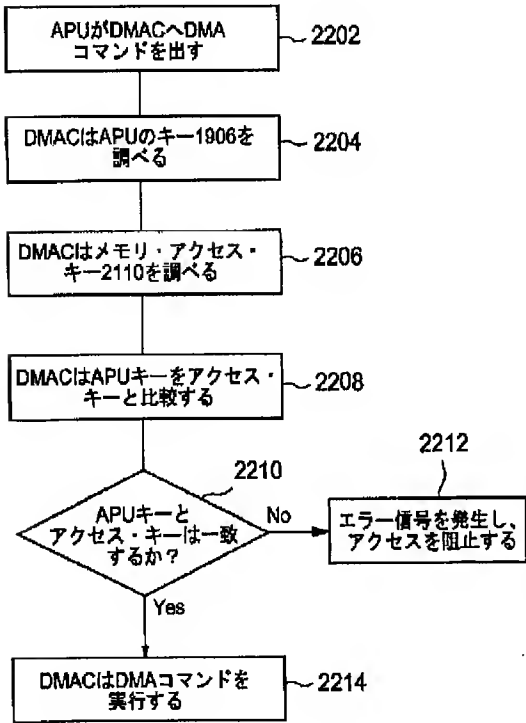 APUがDMACへDMA
コマンドを出す
2202
DMACはAPUのキー1906を
調べる
2204
DMACはメモリ・アクセス・
キー2110を調べる
2206
DMACはAPUキーをアクセス・
キーと比較する
2208
2210
APUキーと
アクセス・キーは一致
するか？
No
2212
エラー信号を発生し、
アクセスを阻止する
Yes
DMACはDMAコマンドを
実行する
2214